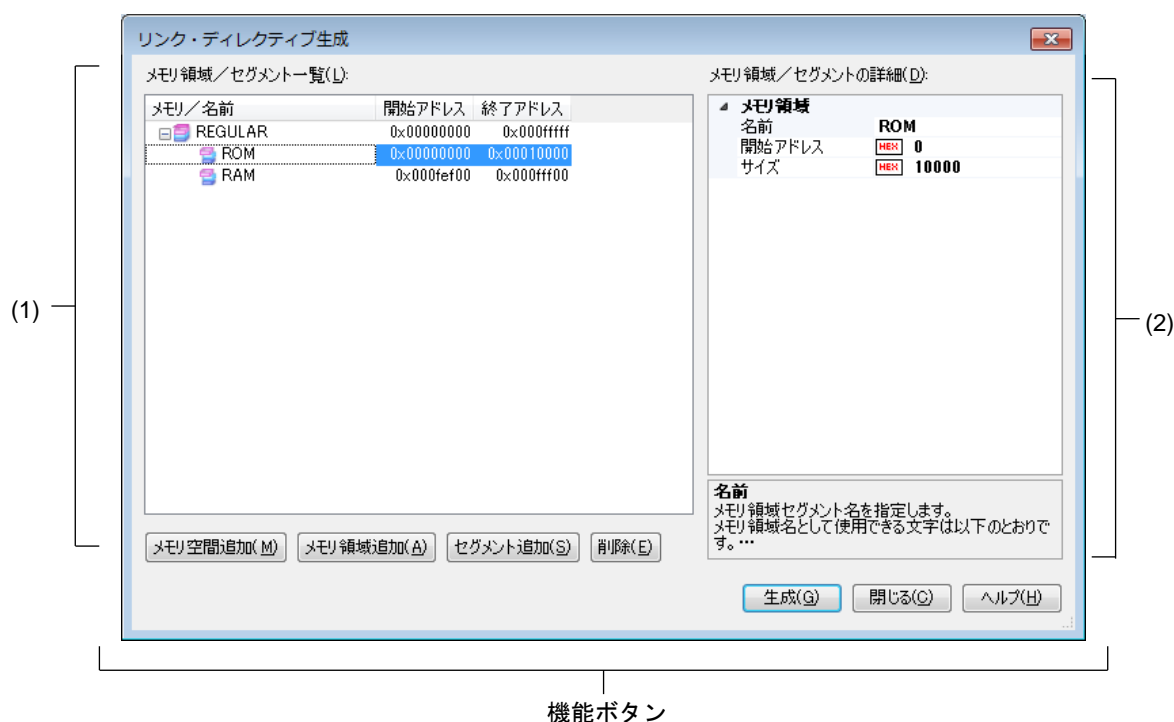 リンク・ディレクティブ生成
メモリ領域／セグメント一覧(L):
メモリ／名前 開始アドレス 終了アドレス
REGULAR 0x00000000 0x000fffff
ROM 0x00000000 0x00010000
RAM 0x000fef00 0x000fff00
メモリ空間追加(M) メモリ領域追加(A) セグメント追加(S) 削除(E)
(1)
メモリ領域／セグメントの詳細(D):
メモリ領域
名前 ROM
開始アドレス HEX 0
サイズ HEX 10000
名前
メモリ領域セグメント名を指定します。
メモリ領域名として使用できる文字は以下のとおりで
す。…
(2)
生成(G) 閉じる(C) ヘルプ(H)
機能ボタン